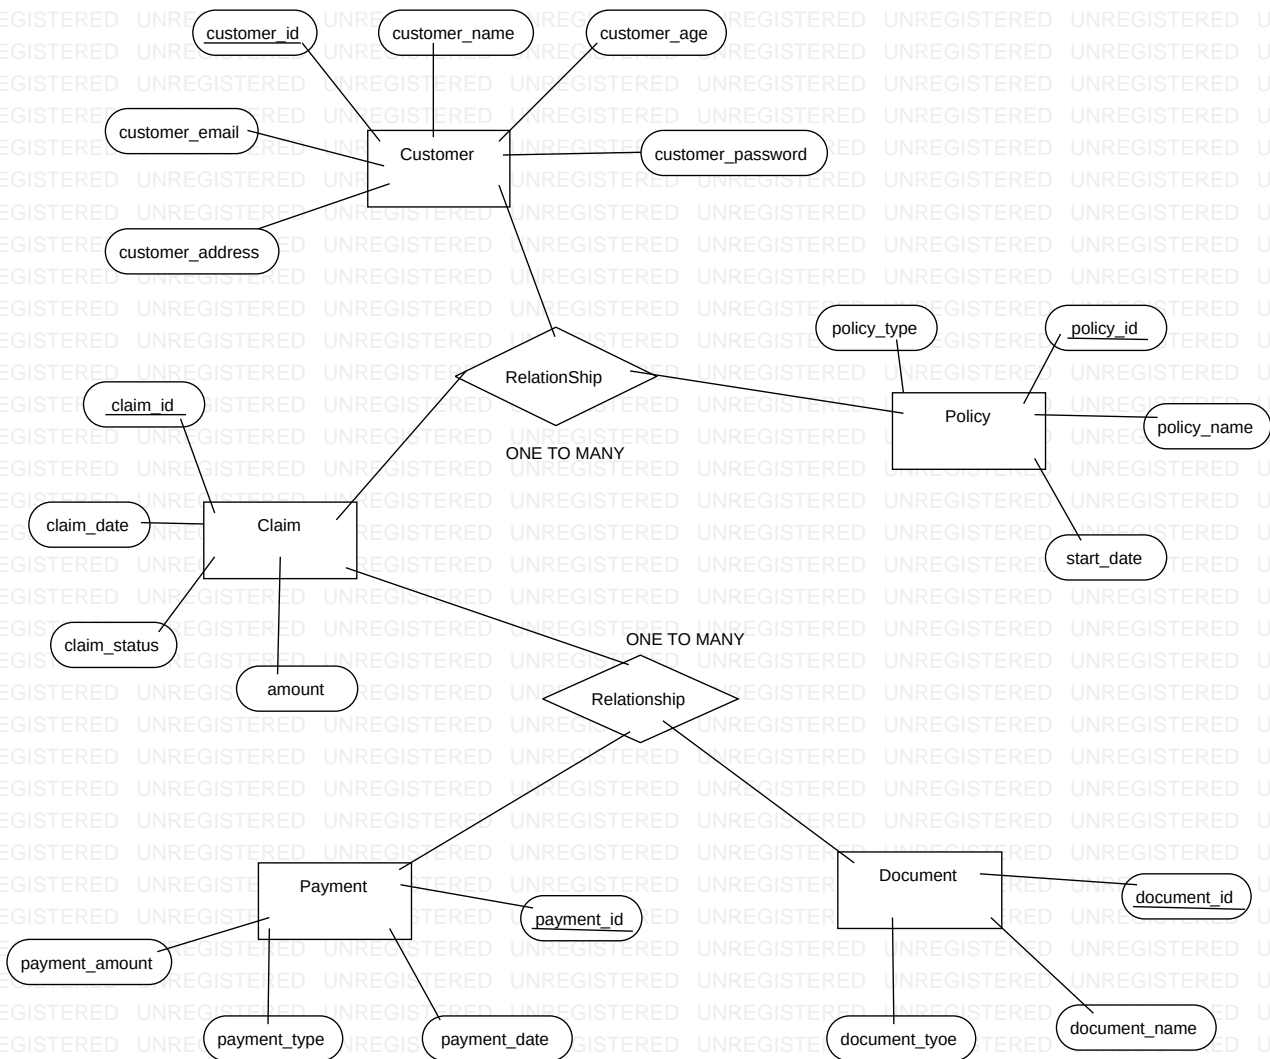 customer_id
customer_name
customer_age
customer_email
Customer
customer_password
customer_address
policy_type
policy_id
RelationShip
claim_id
Policy
policy_name
ONE TO MANY
claim_date
Claim
start_date
claim_status
ONE TO MANY
amount
Relationship
Payment
Document
document_id
payment_id
payment_amount
document_name
payment_type
payment_date
document_tyoe
UNREGISTERED